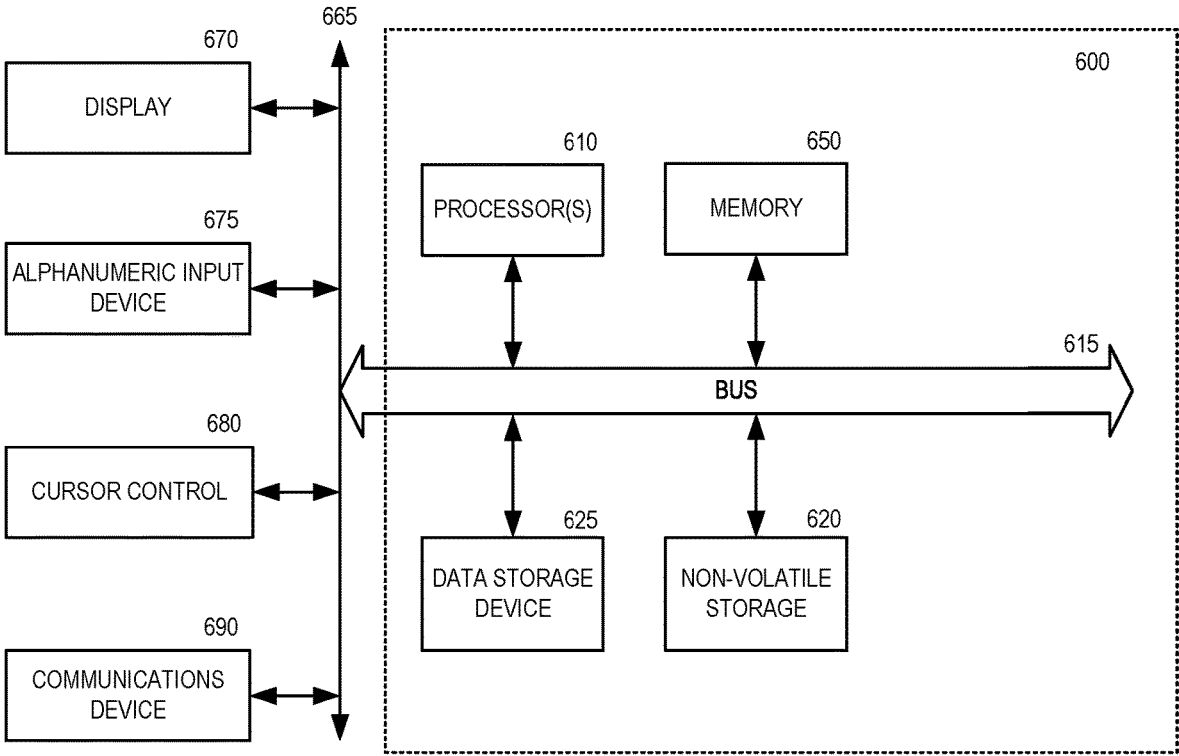 665
670
DISPLAY
600
610
PROCESSOR(S)
650
MEMORY
675
ALPHANUMERIC INPUT
DEVICE
615
BUS
680
CURSOR CONTROL
625
DATA STORAGE
DEVICE
620
NON-VOLATILE
STORAGE
690
COMMUNICATIONS
DEVICE